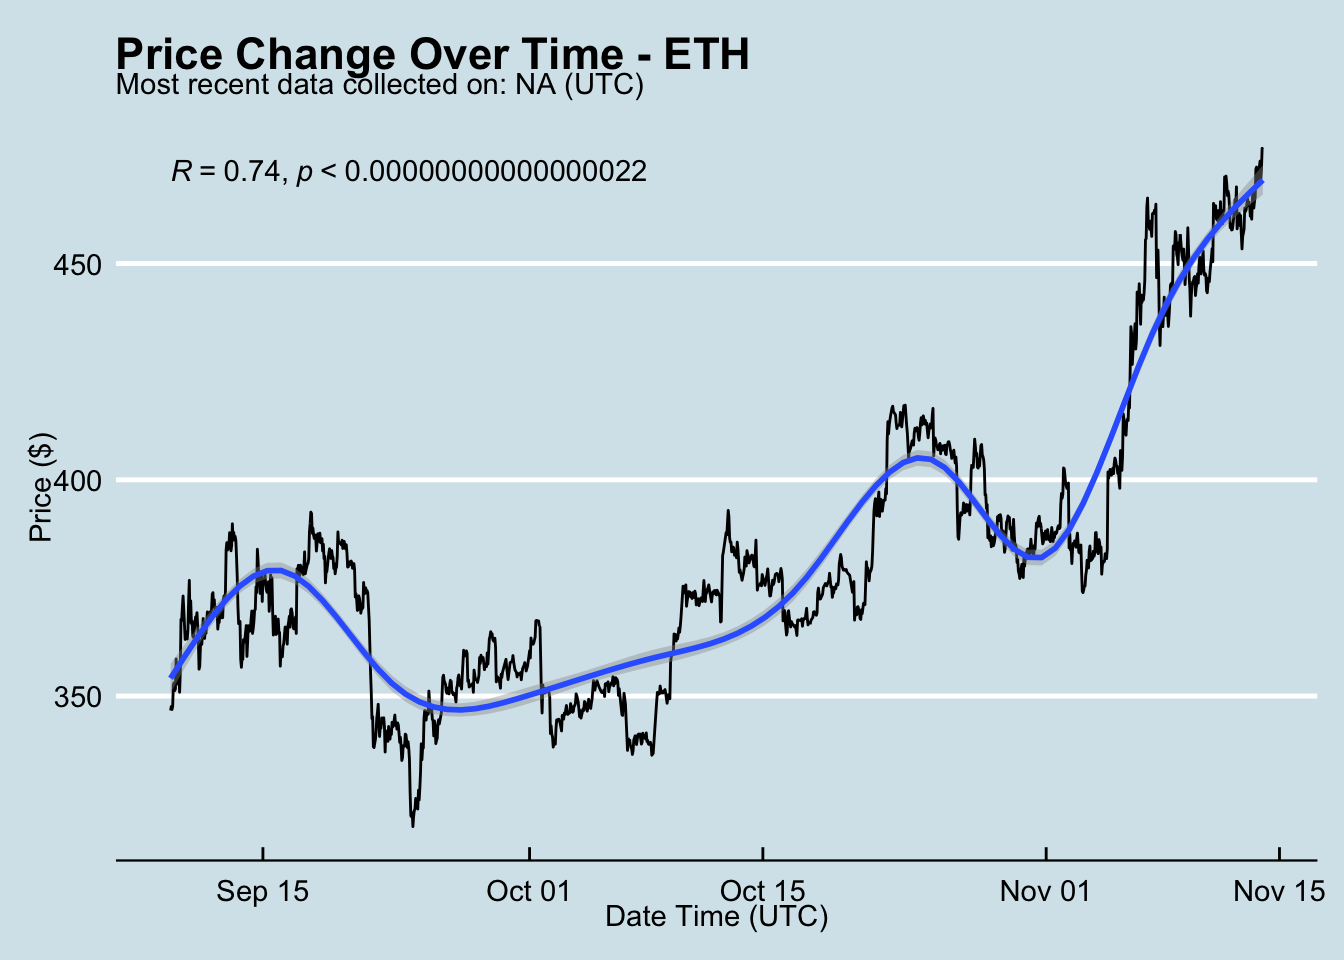 Price Change Over Time - ETH
Most recent data collected on: NA (UTC)
R = 0.74, p < 0.00000000000000022
450
400
350
Price ($)
Sep 15 Oct 01 Oct 15 Nov 01 Nov 15
Date Time (UTC)